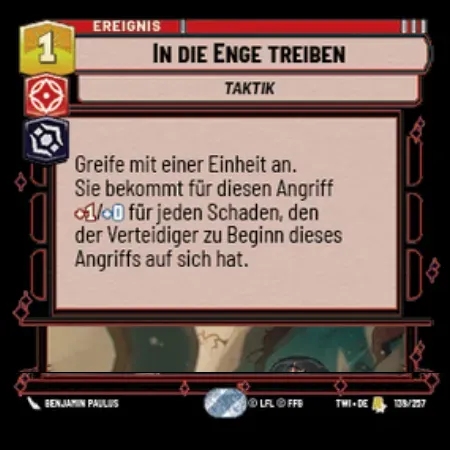 EREIGNIS
1
IN DIE ENGE TREIBEN
TAKTIK
Greife mit einer Einheit an.
Sie bekommt für diesen Angriff
+1/+0 für jeden Schaden, den
der Verteidiger zu Beginn dieses
Angriffs auf sich hat.
BENJAMIN PAULUS
© LFL © FFG
TWI • DE
139/257